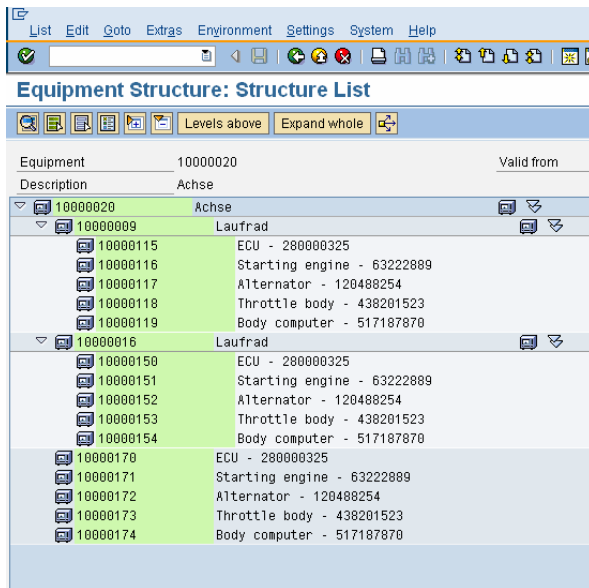 List Edit Goto Extras Environment Settings System Help
Equipment Structure: Structure List
Levels above Expand whole
Equipment 10000020 Valid from
Description Achse
10000020 Achse
10000009 Laufrad
10000115 ECU - 280000325
10000116 Starting engine - 63222889
10000117 Alternator - 120488254
10000118 Throttle body - 438201523
10000119 Body computer - 517187870
10000016 Laufrad
10000150 ECU - 280000325
10000151 Starting engine - 63222889
10000152 Alternator - 120488254
10000153 Throttle body - 438201523
10000154 Body computer - 517187870
10000170 ECU - 280000325
10000171 Starting engine - 63222889
10000172 Alternator - 120488254
10000173 Throttle body - 438201523
10000174 Body computer - 517187870